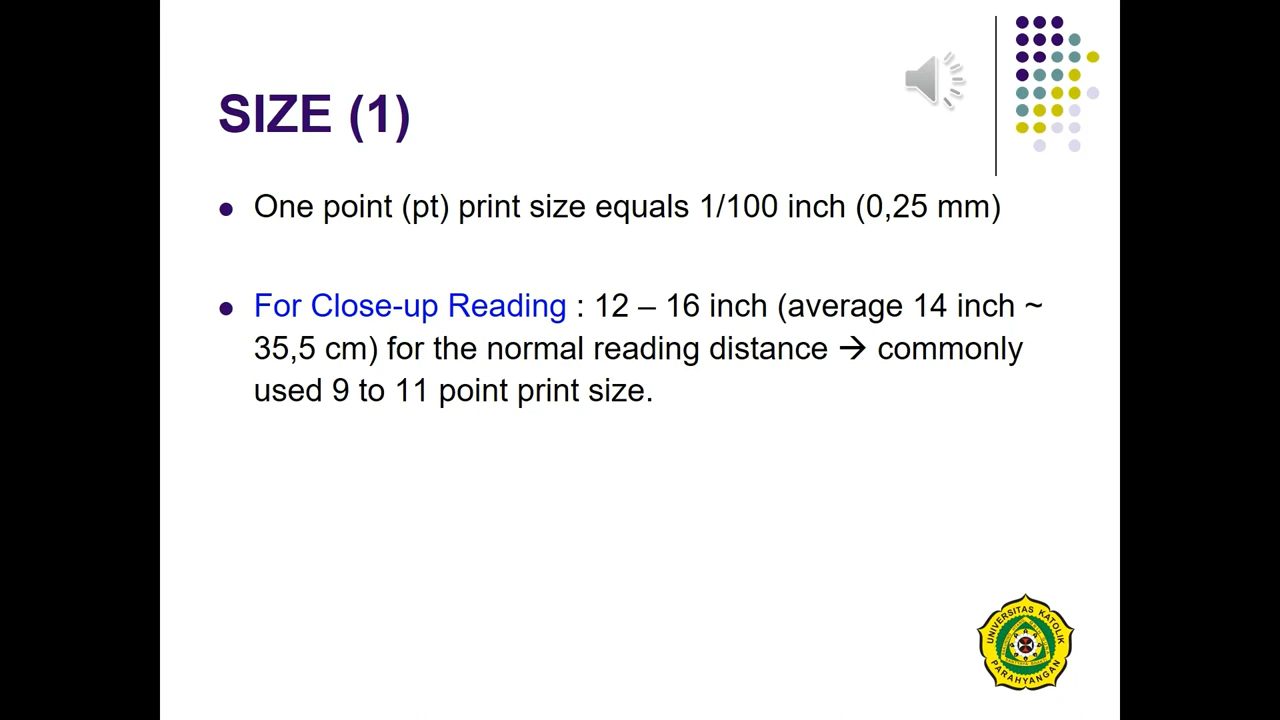 SIZE (1)
One point (pt) print size equals 1/100 inch (0,25 mm)
For Close-up Reading : 12 – 16 inch (average 14 inch ~
35,5 cm) for the normal reading distance → commonly
used 9 to 11 point print size.
UNIVERSITAS KATOLIK
PARAHYANGAN